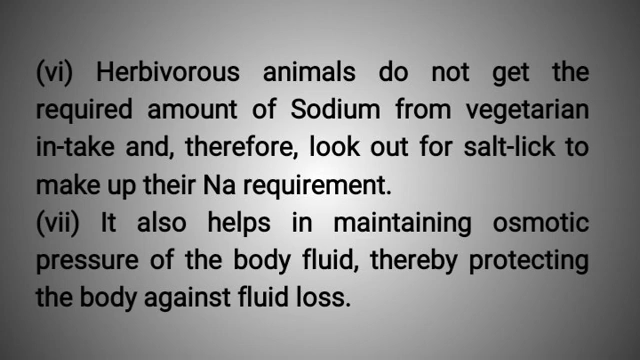 (vi) Herbivorous animals do not get the
required amount of Sodium from vegetarian
in-take and, therefore, look out for salt-lick to
make up their Na requirement.
(vii) It also helps in maintaining osmotic
pressure of the body fluid, thereby protecting
the body against fluid loss.